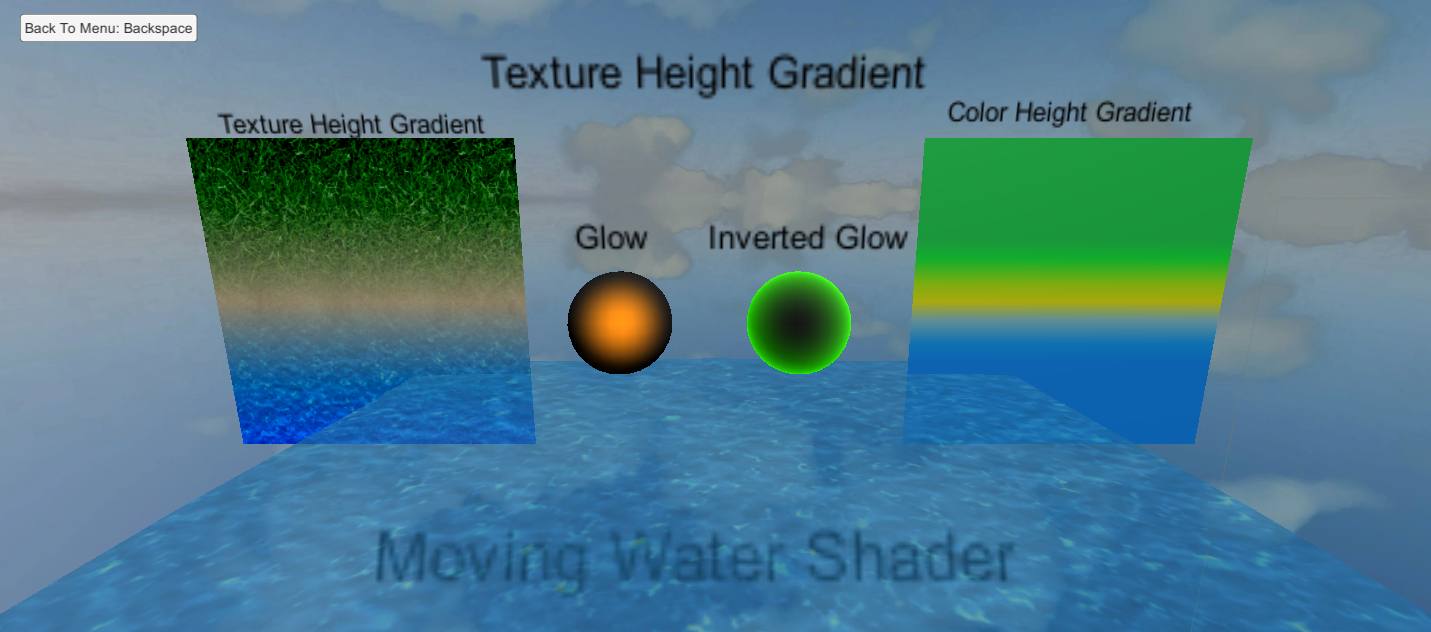 Back To Menu: Backspace
Texture Height Gradient
Texture Height Gradient
Color Height Gradient
Glow
Inverted Glow
Moving Water Shader